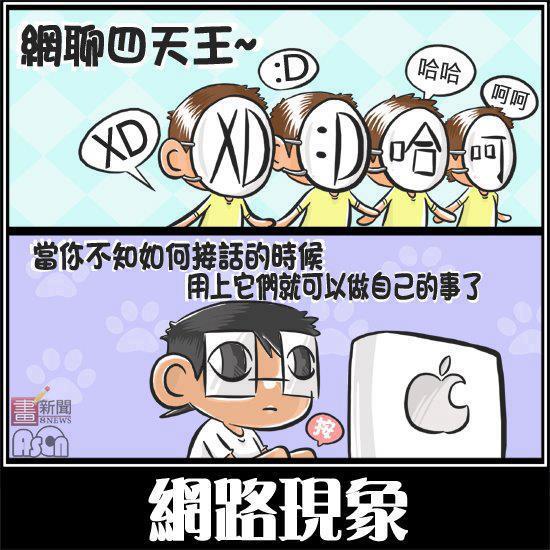 網聊四天王~
XD
:D
哈哈
呵呵
XD
:D
哈
呵
當你不知如何接話的時候
用上它們就可以做自己的事了
按
畫新聞
8NEWS
AsCn
網路現象